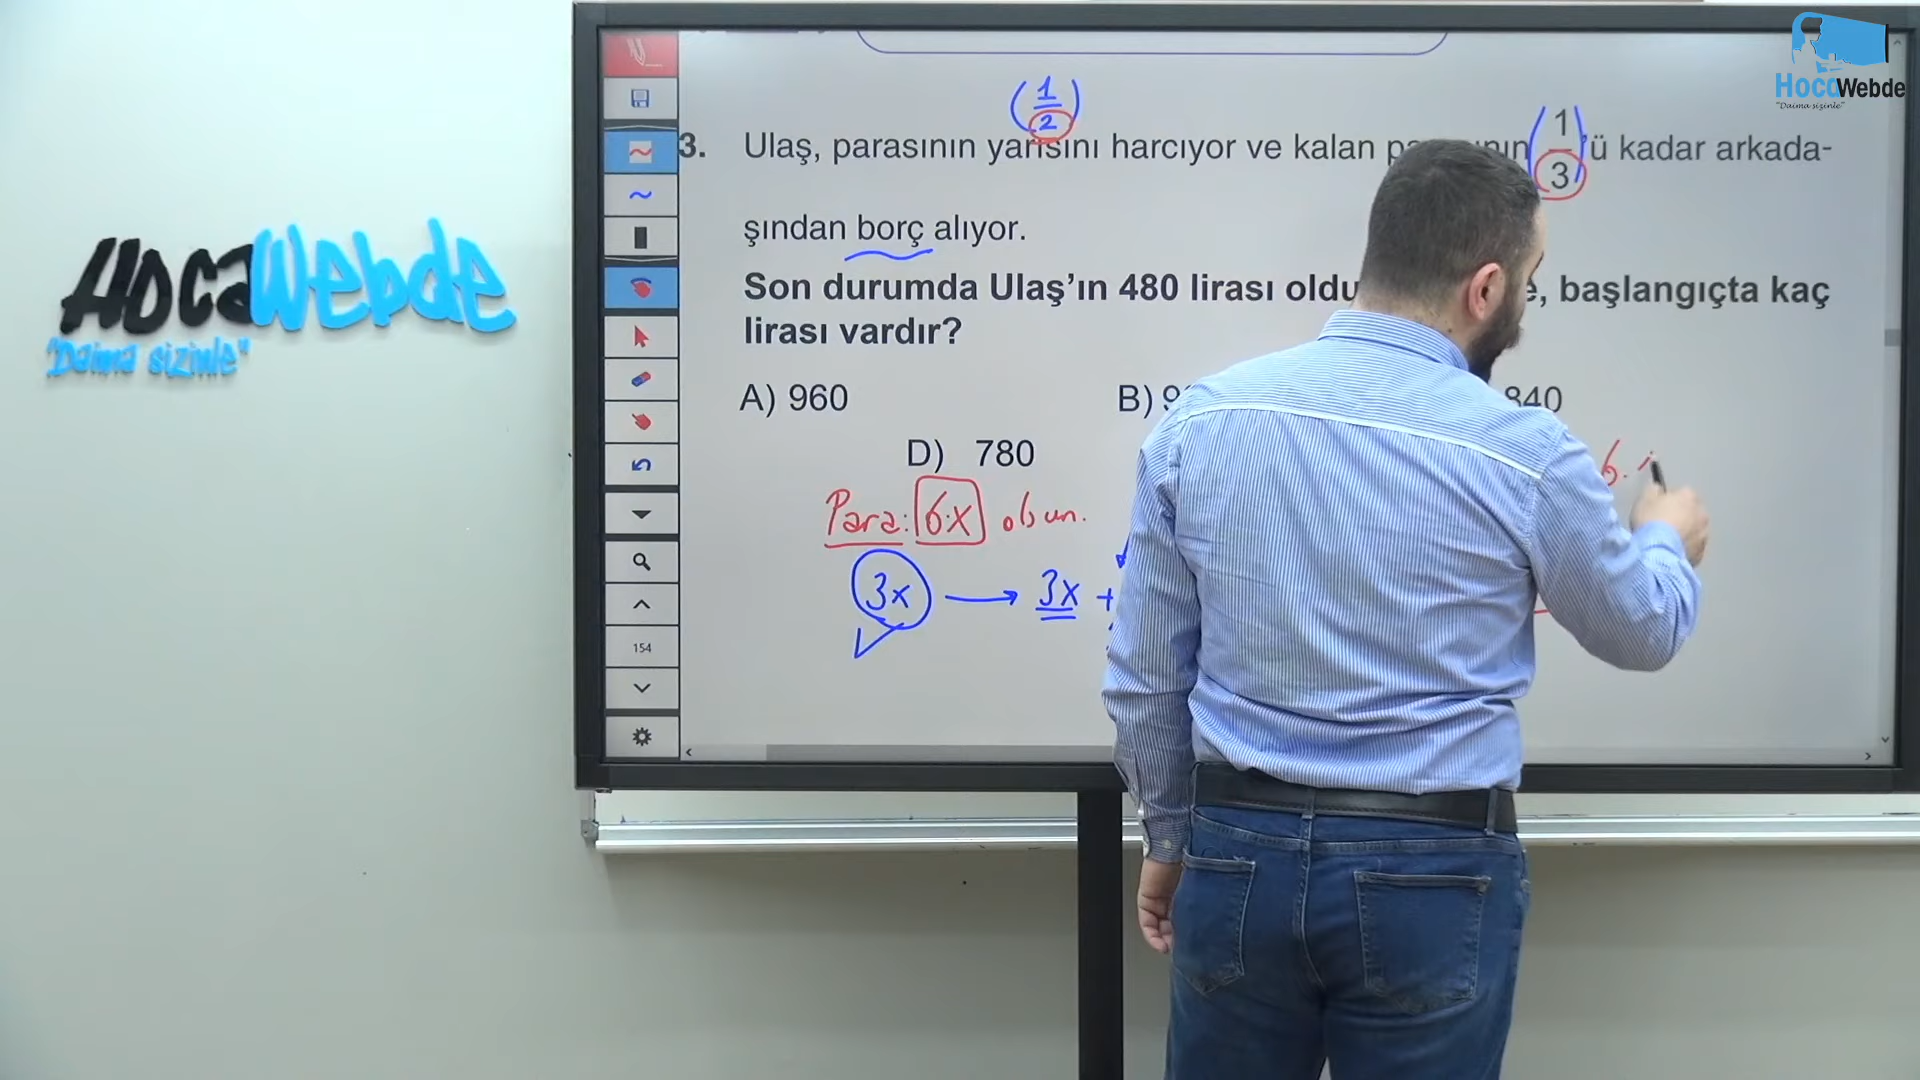 HocaWebde
"Daima sizinle"
HocaWebde
"Daima sizinle"
(1/2)
3. Ulaş, parasının yarısını harcıyor ve kalan (1/3)'ü kadar arkada-
şından borç alıyor.
Son durumda Ulaş'ın 480 lirası başlangıçta kaç
lirası vardır?
A) 960
B) 840
D) 780
6.
Para: 6.x olsun.
3x → 3x +
154